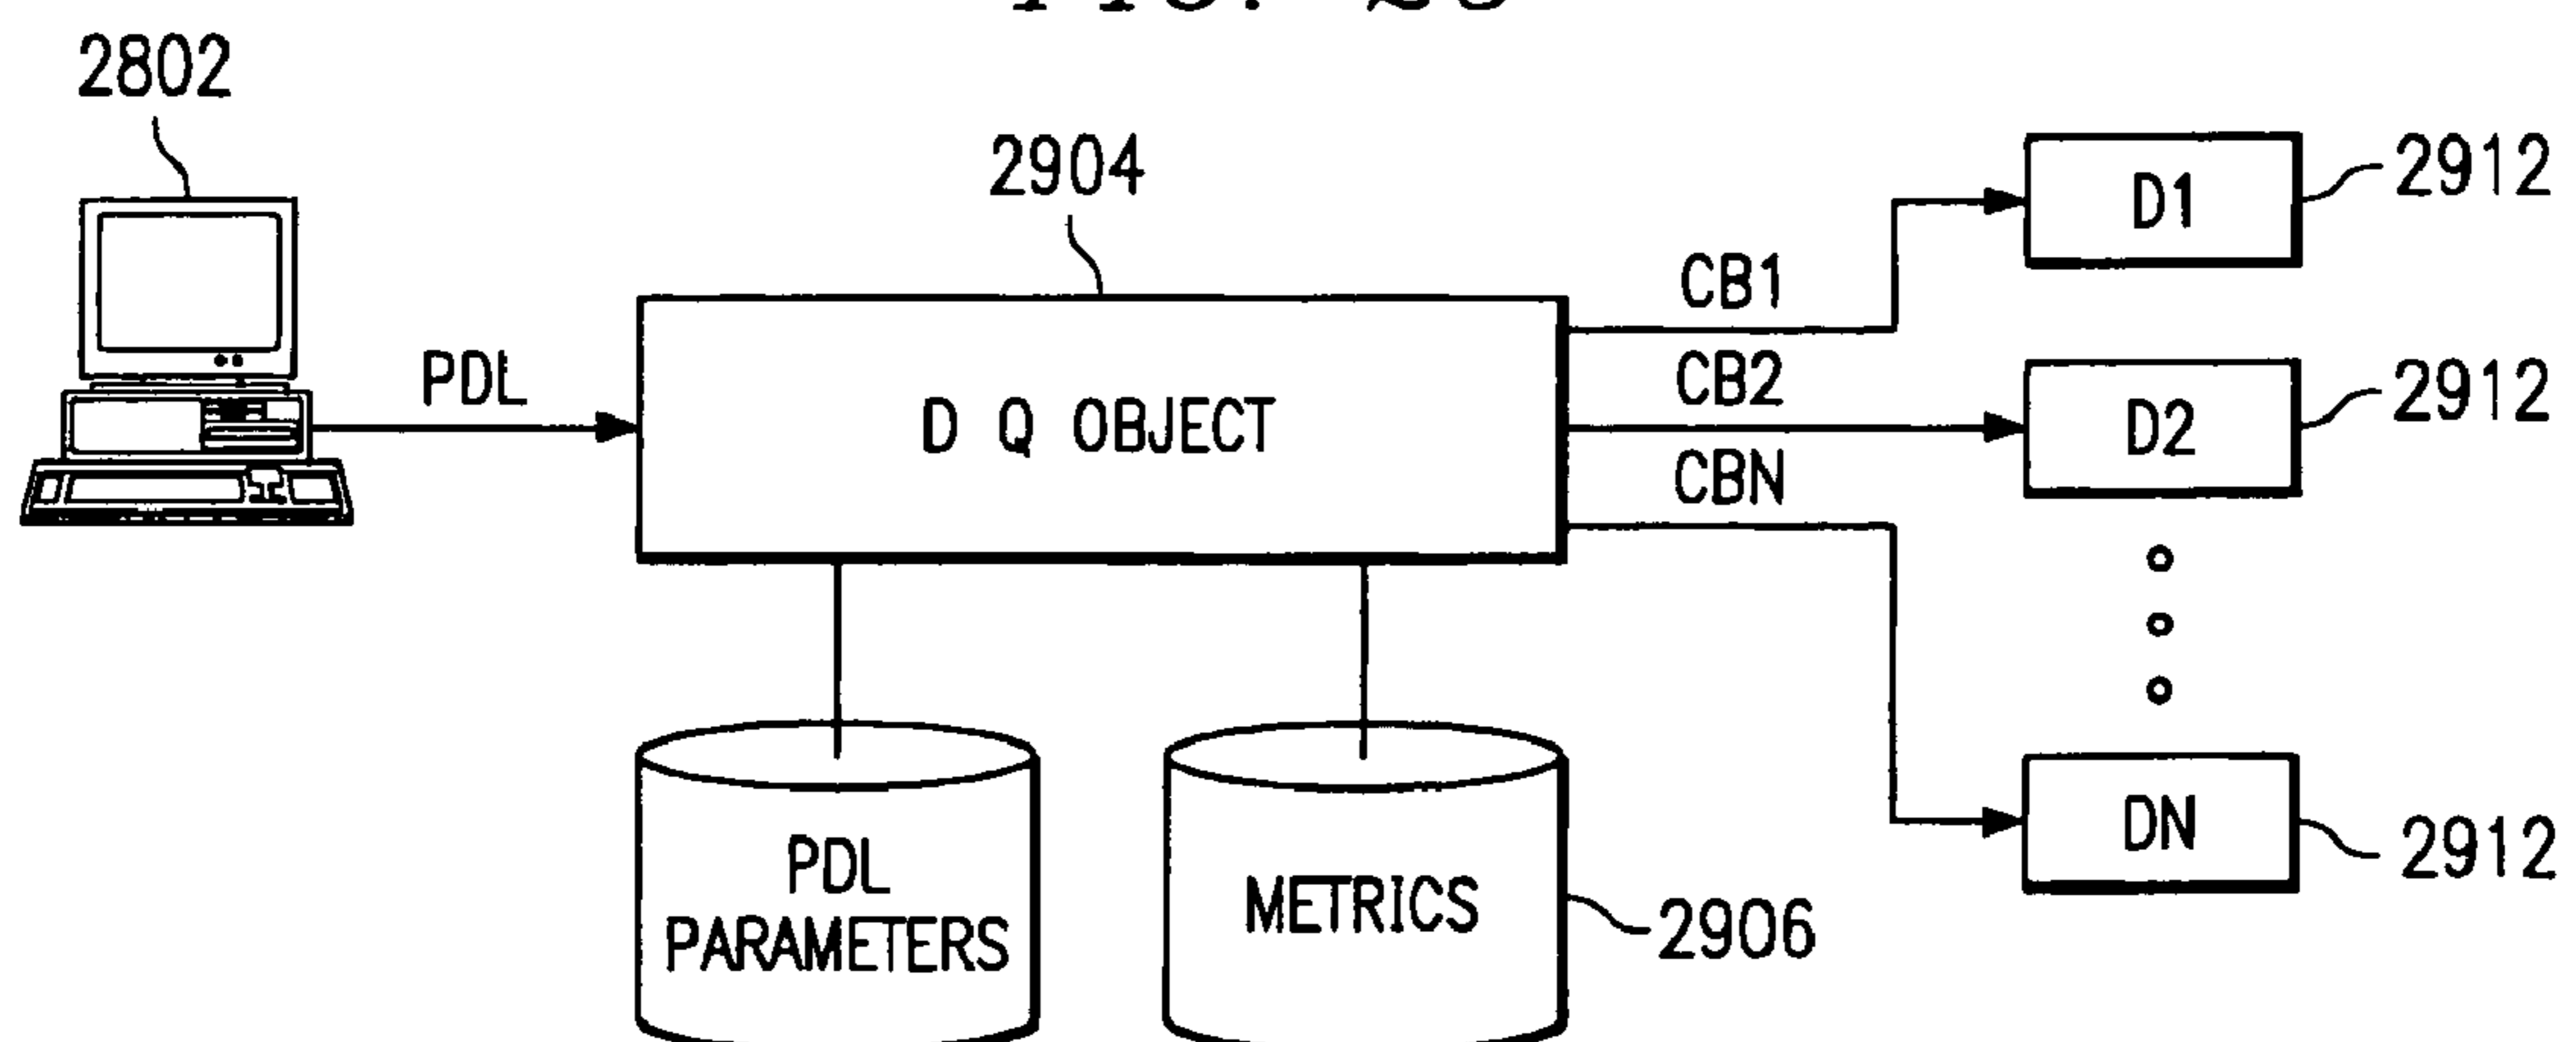 2802
2904
D1
2912
CB1
PDL
D Q OBJECT
CB2
D2
2912
CBN
PDL
PARAMETERS
METRICS
2906
DN
2912